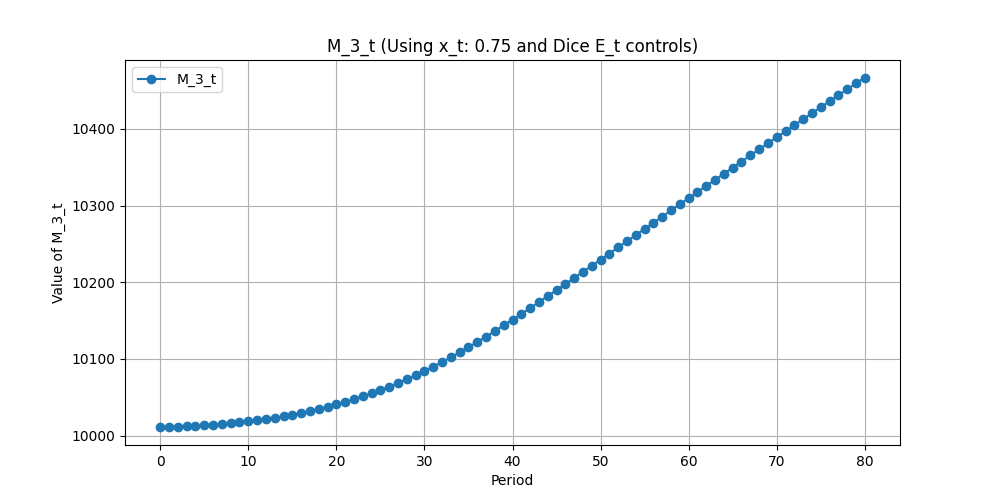 M_3_t (Using x_t: 0.75 and Dice E_t controls)
M_3_t
Value of M_3_t
10400
10300
10200
10100
10000
0 10 20 30 40 50 60 70 80
Period